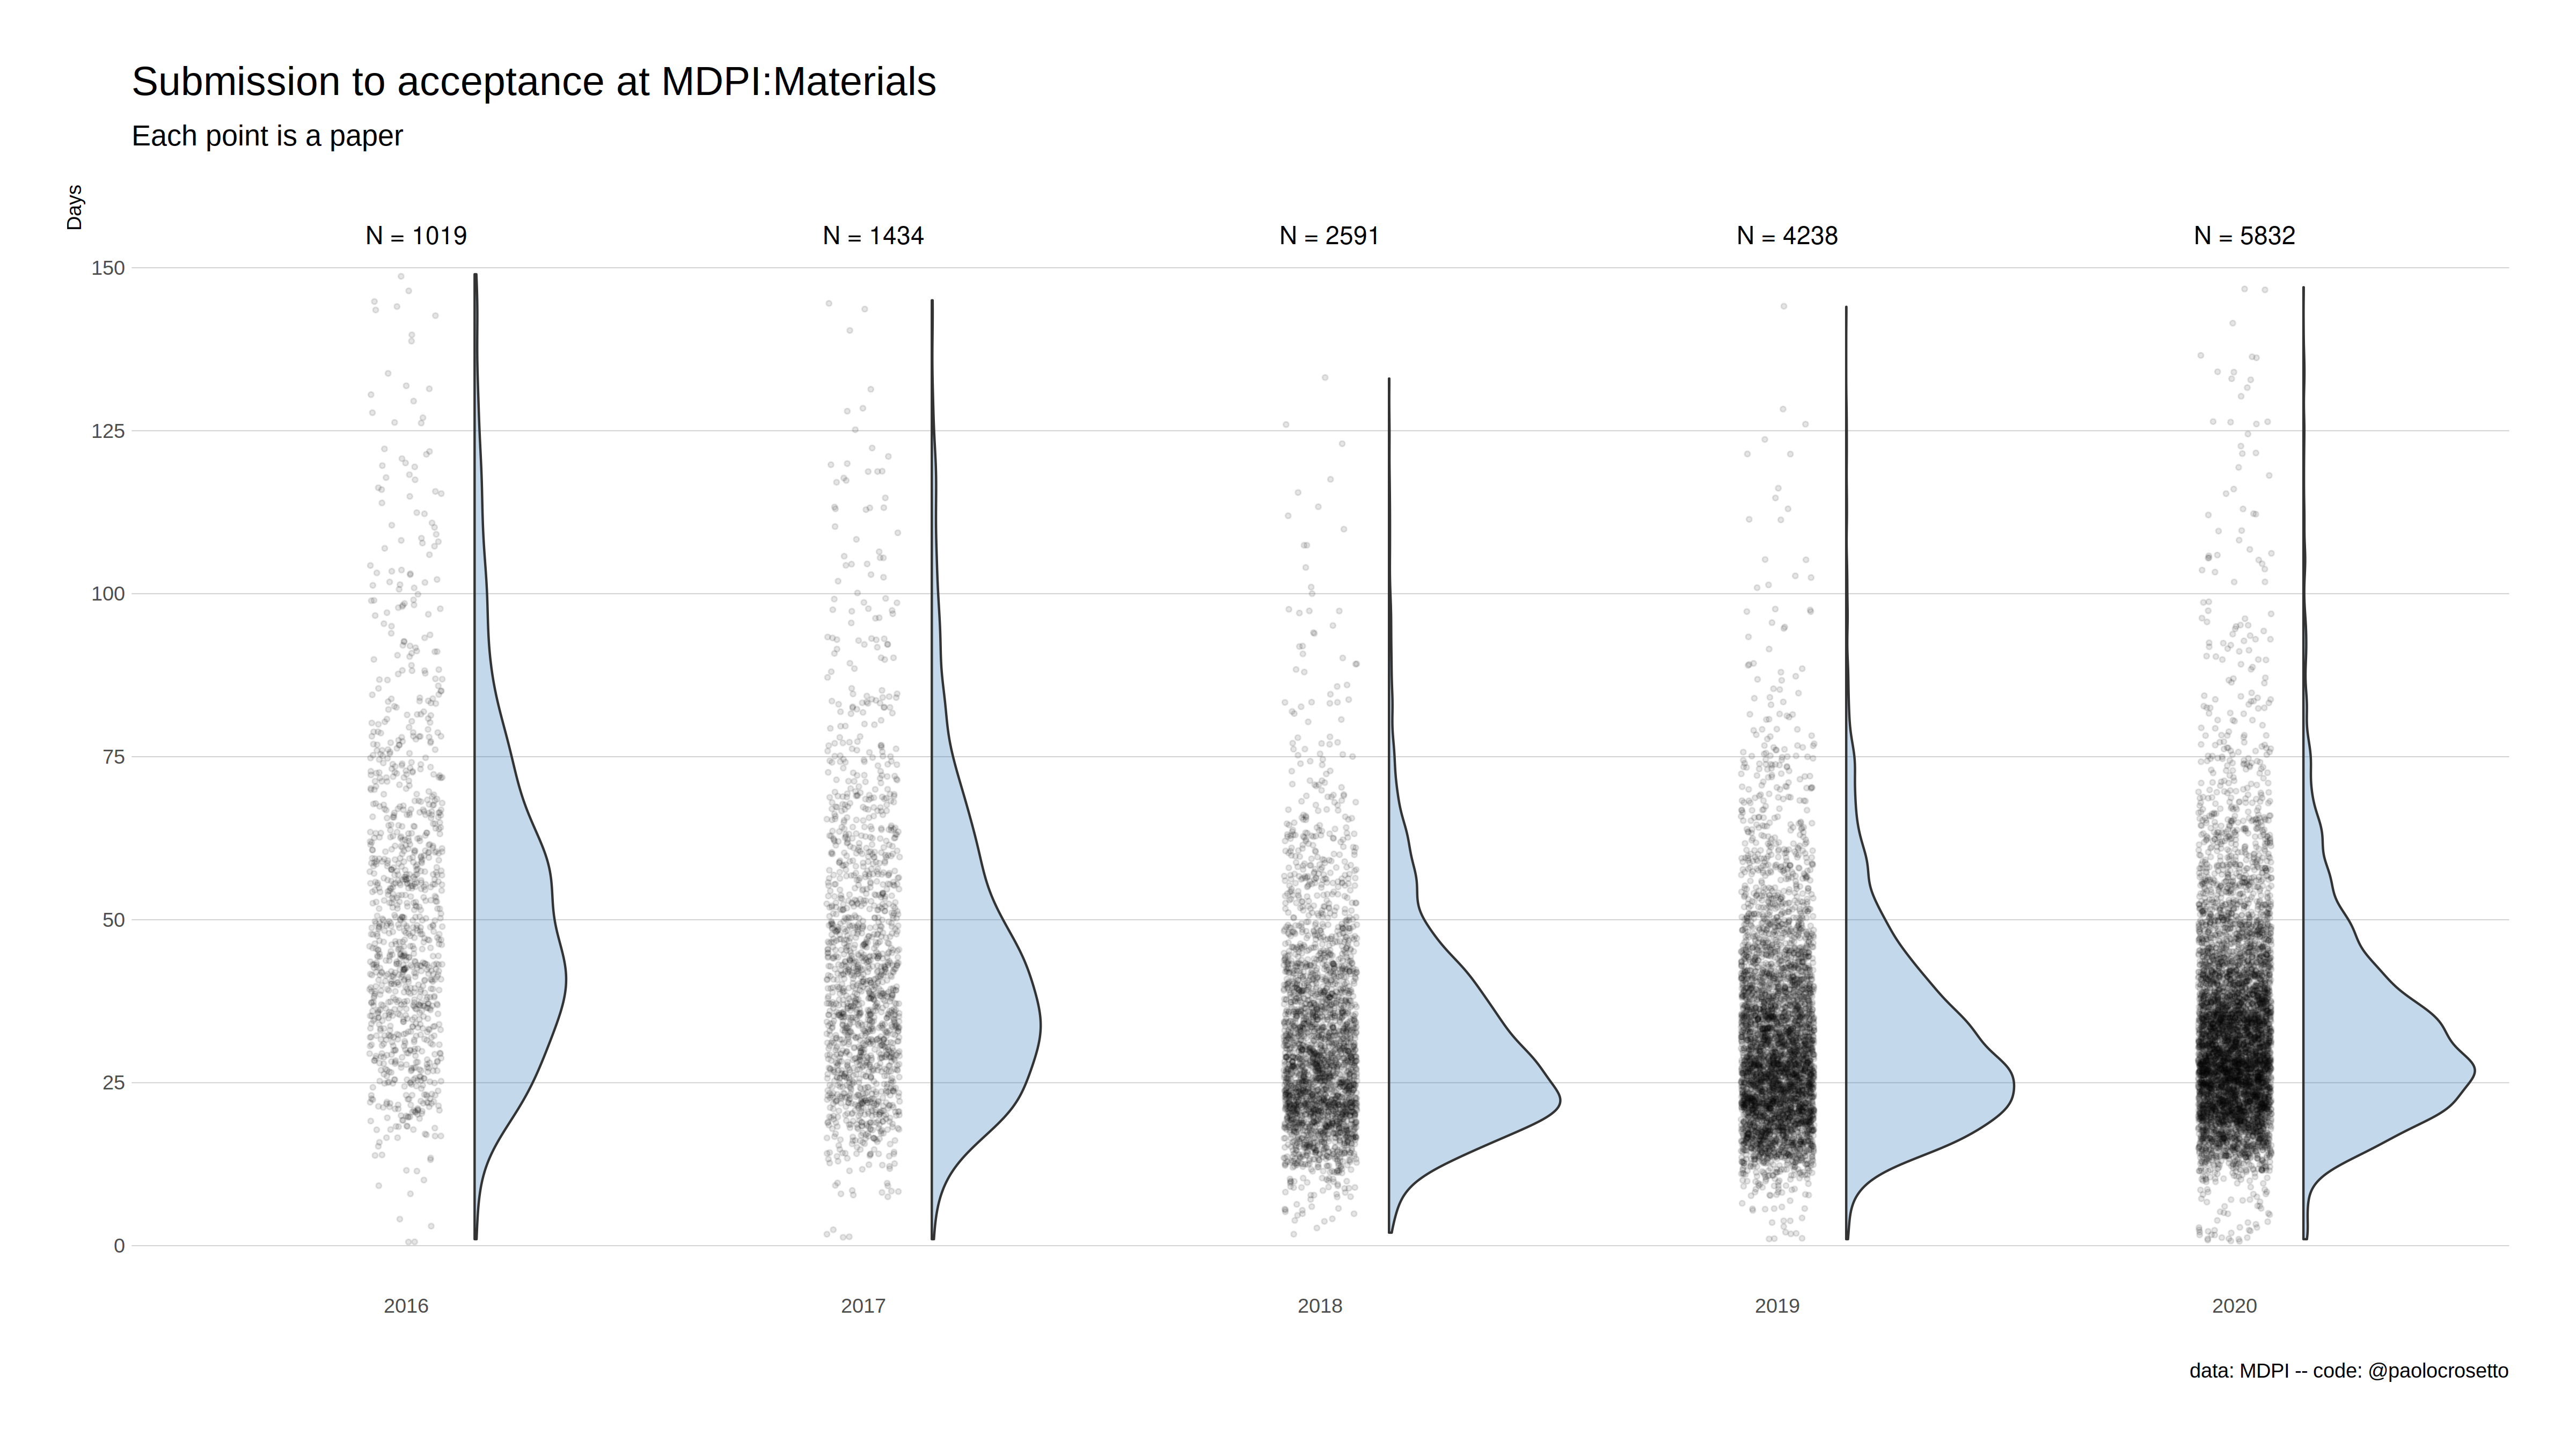 Submission to acceptance at MDPI:Materials
Each point is a paper
Days
N = 1019 N = 1434 N = 2591 N = 4238 N = 5832
150
125
100
75
50
25
0
2016 2017 2018 2019 2020
data: MDPI -- code: @paolocrosetto